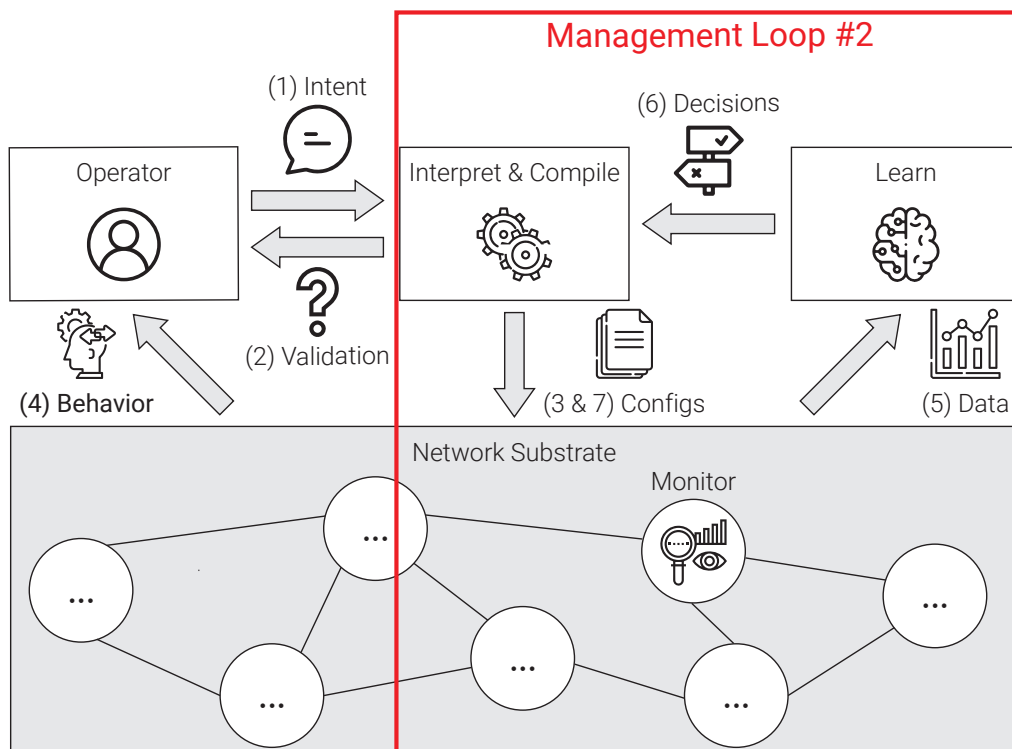 Management Loop #2
(1) Intent
(6) Decisions
Operator
Interpret & Compile
Learn
(2) Validation
(4) Behavior
(3 & 7) Configs
(5) Data
Network Substrate
Monitor
...
...
...
...
...
...